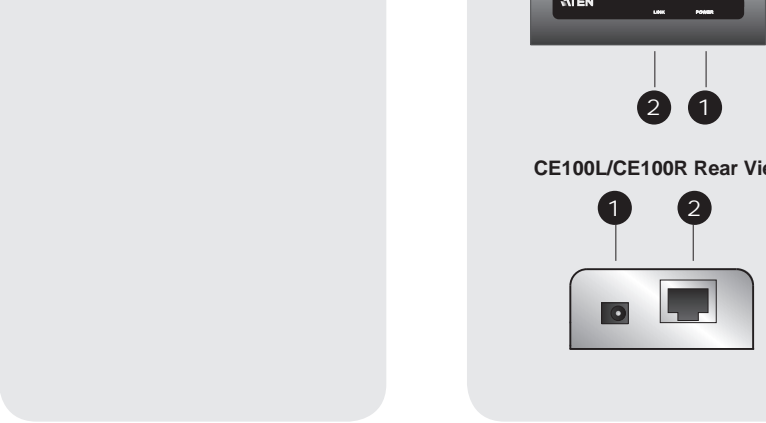 ATEN
LINK POWER
2 1
CE100L/CE100R Rear Vie
1 2